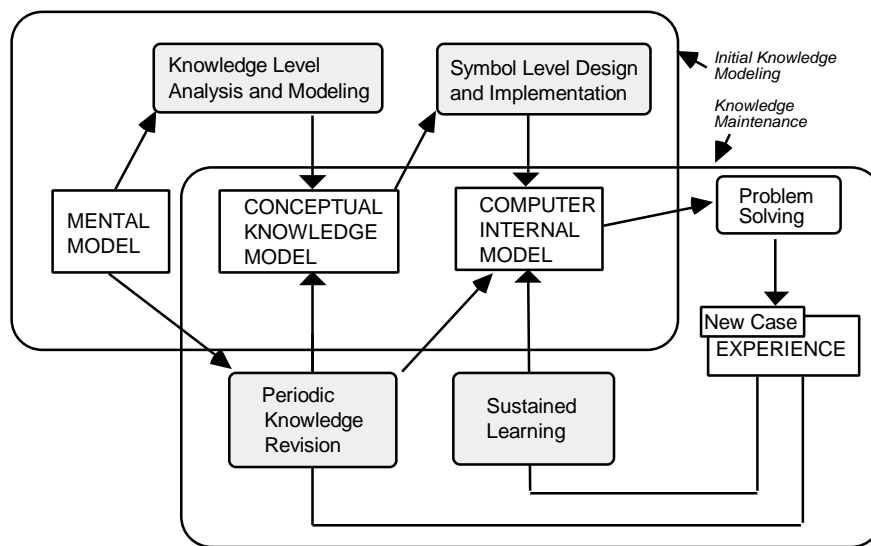 Knowledge Level
Analysis and Modeling
Symbol Level Design
and Implementation
Initial Knowledge
Modeling
Knowledge
Maintenance
MENTAL
MODEL
CONCEPTUAL
KNOWLEDGE
MODEL
COMPUTER
INTERNAL
MODEL
Problem
Solving
New Case
EXPERIENCE
Periodic
Knowledge
Revision
Sustained
Learning